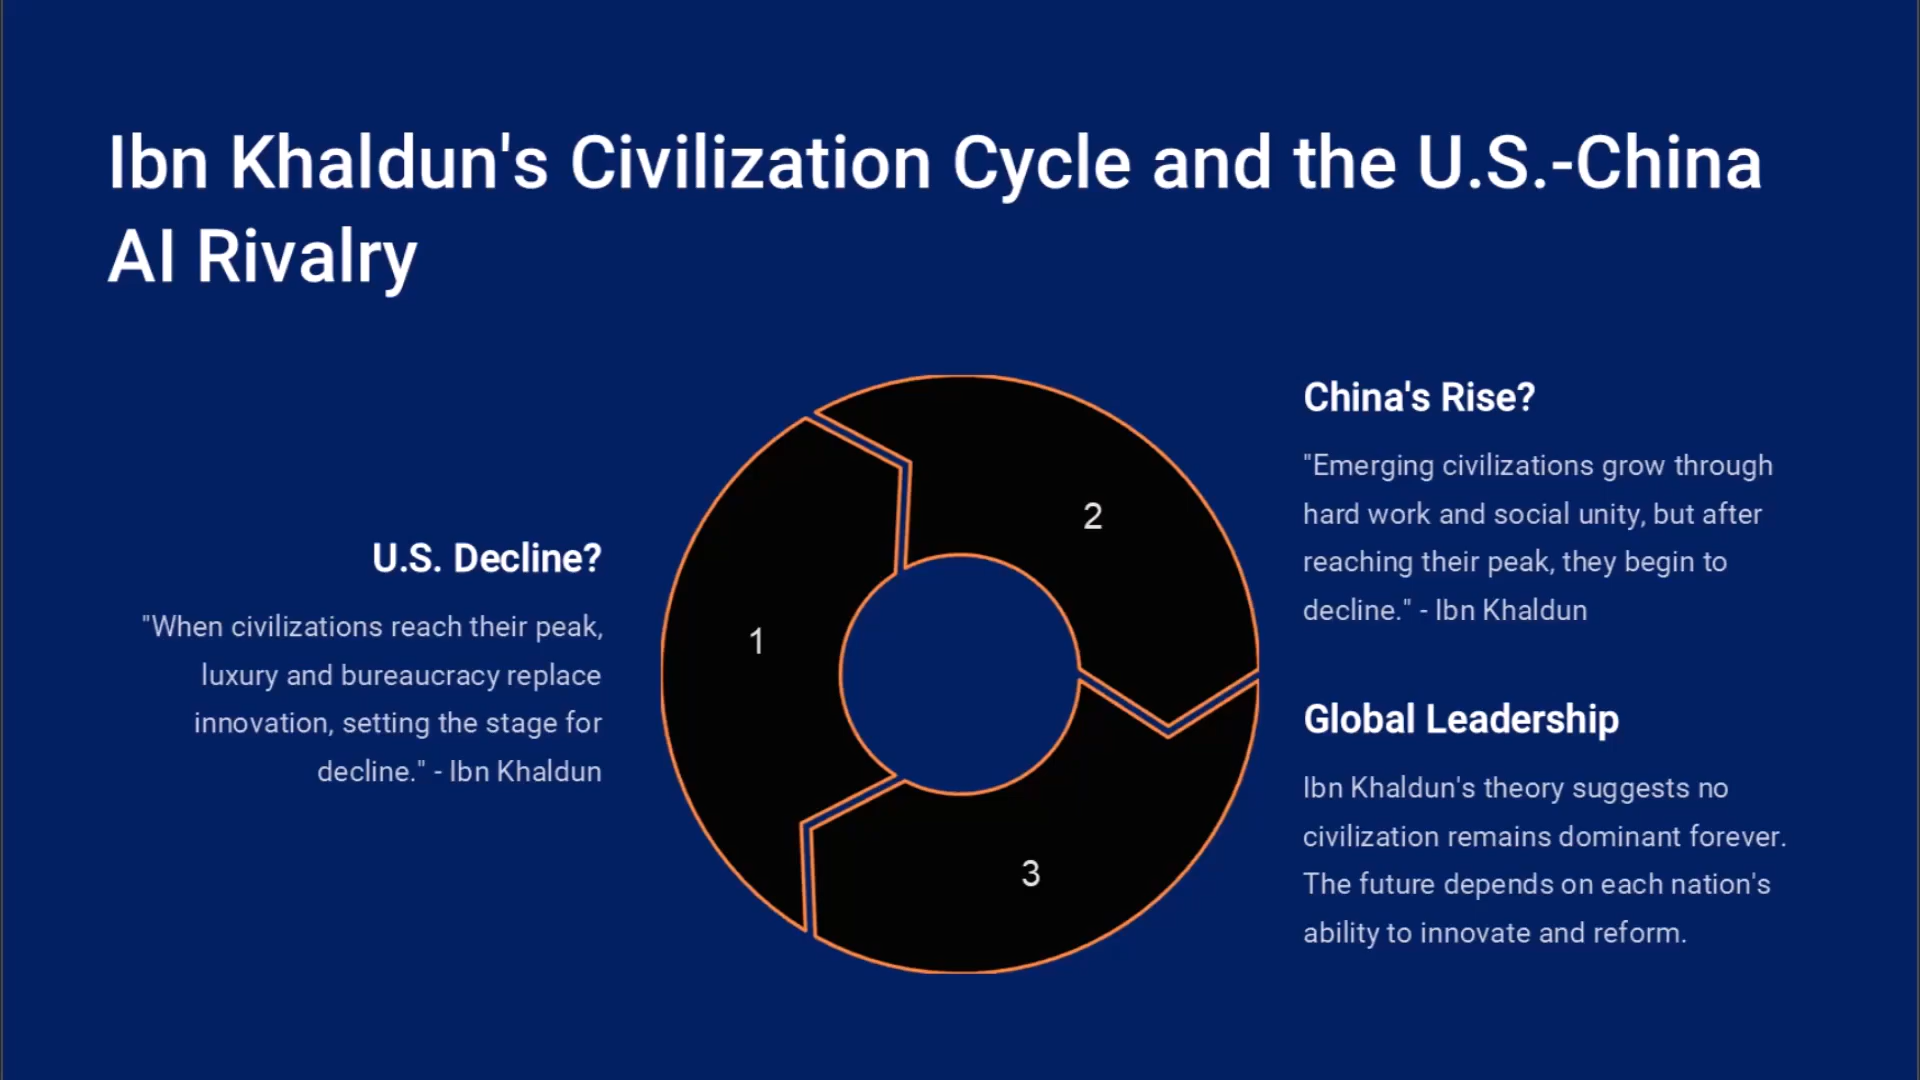 Ibn Khaldun's Civilization Cycle and the U.S.-China
AI Rivalry
U.S. Decline?
"When civilizations reach their peak,
luxury and bureaucracy replace
innovation, setting the stage for
decline." - Ibn Khaldun
1
2
3
China's Rise?
"Emerging civilizations grow through
hard work and social unity, but after
reaching their peak, they begin to
decline." - Ibn Khaldun
Global Leadership
Ibn Khaldun's theory suggests no
civilization remains dominant forever.
The future depends on each nation's
ability to innovate and reform.